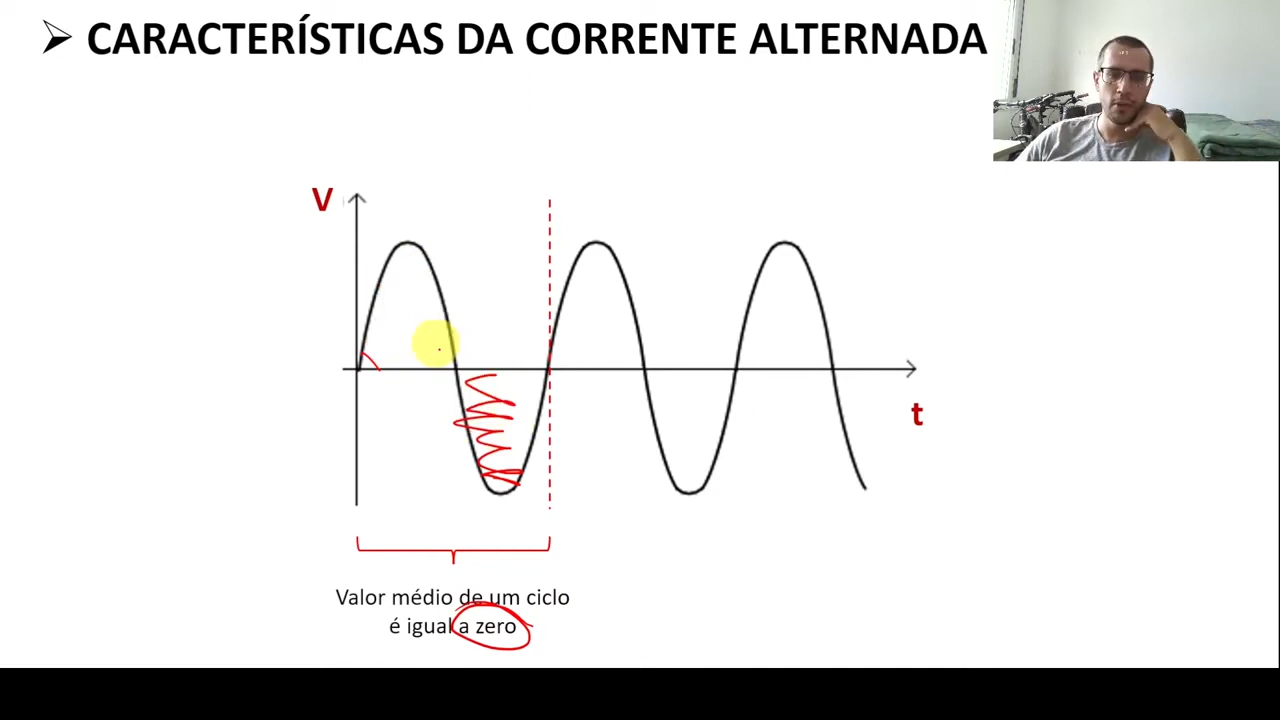 CARACTERÍSTICAS DA CORRENTE ALTERNADA
V
t
Valor médio de um ciclo
é igual a zero